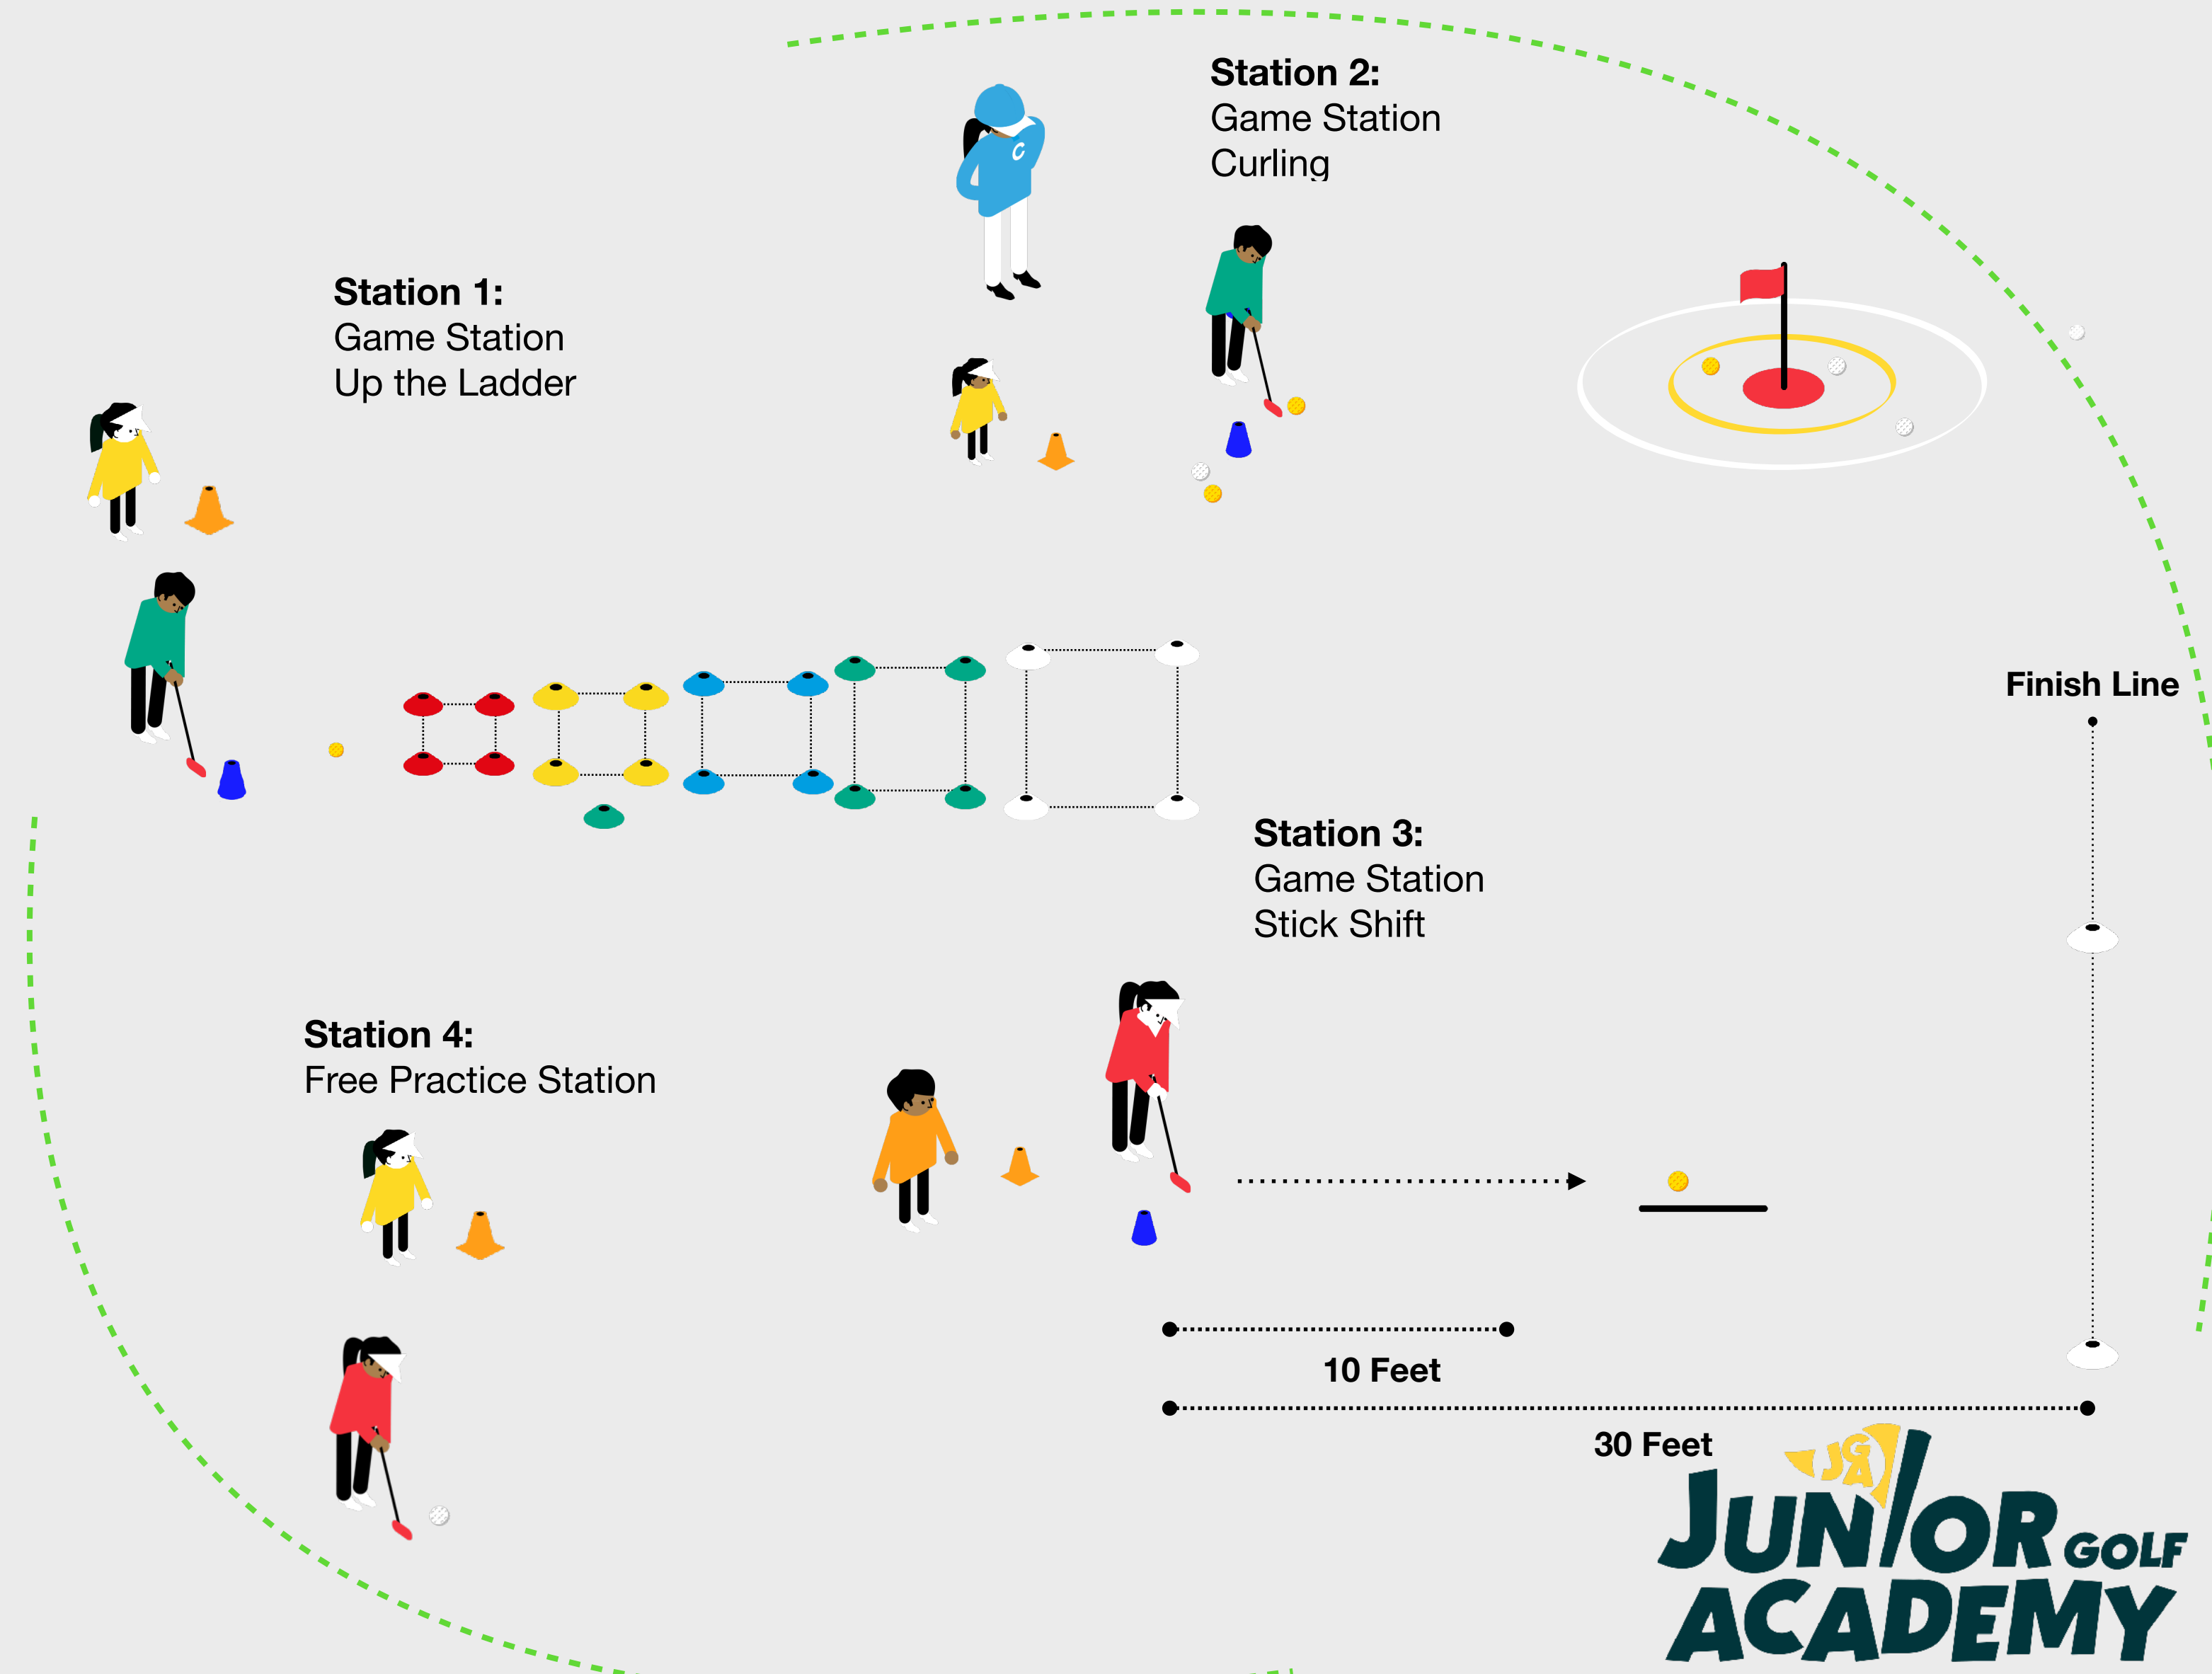 Station 2:
Game Station
Curling
C
Station 1:
Game Station
Up the Ladder
Finish Line
Station 3:
Game Station
Stick Shift
Station 4:
Free Practice Station
10 Feet
30 Feet
JGA
JUNIOR GOLF
ACADEMY